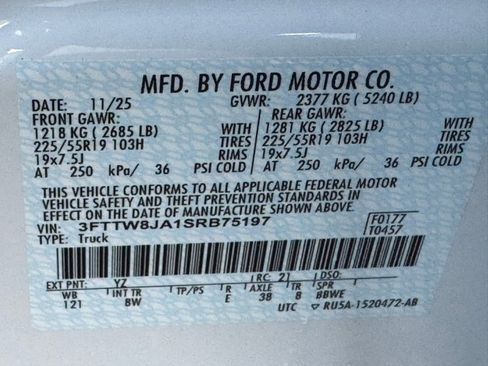 MFD. BY FORD MOTOR CO.
DATE: 11/25 GVWR: 2377 KG ( 5240 LB)
FRONT GAWR: REAR GAWR:
1218 KG ( 2685 LB) WITH 1281 KG ( 2825 LB) WITH
225/55R19 103H TIRES 225/55R19 103H TIRES
19x7.5J RIMS 19x7.5J RIMS
AT 250 kPa/ 36 PSI COLD AT 250 kPa/ 36 PSI COLD
THIS VEHICLE CONFORMS TO ALL APPLICABLE FEDERAL MOTOR
VEHICLE SAFETY AND THEFT PREVENTION STANDARDS IN
EFFECT ON THE DATE OF MANUFACTURE SHOWN ABOVE.
VIN: 3FTTW8JA1SRB75197 F0177
TYPE: Truck T0457
EXT PNT: YZ RC: 21 DSO:
WB INT TR TP/PS R AXLE TR SPR
121 8W E 38 8 BBWE
UTC RU5A-1520472-AB